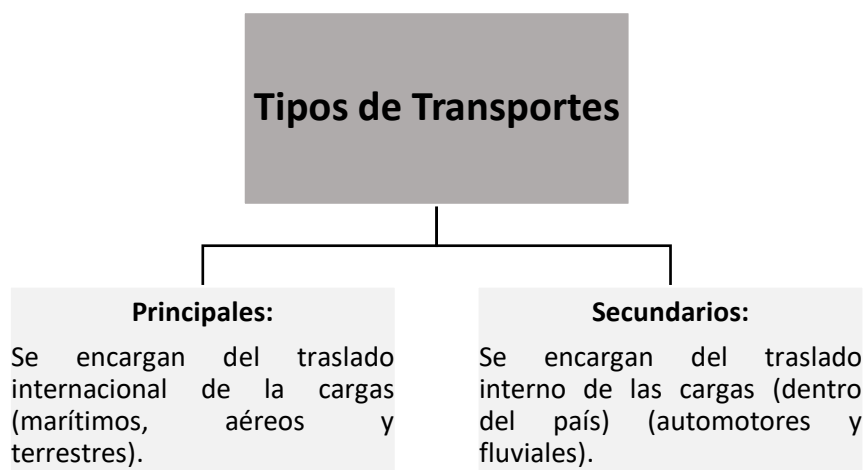 Tipos de Transportes
Principales:
Se encargan del traslado
internacional de la cargas
(marítimos, aéreos y
terrestres).
Secundarios:
Se encargan del traslado
interno de las cargas (dentro
del país) (automotores y
fluviales).